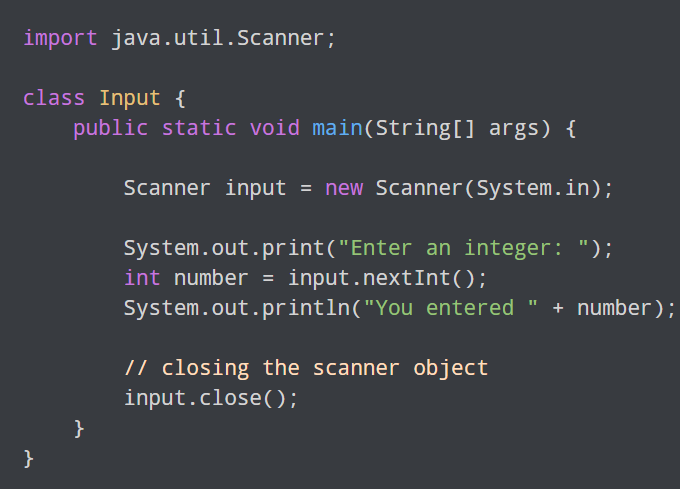 import java.util.Scanner;
class Input {
public static void main(String[] args) {
Scanner input = new Scanner(System.in);
System.out.print("Enter an integer: ");
int number = input.nextInt();
System.out.println("You entered " + number);
// closing the scanner object
input.close();
}
}